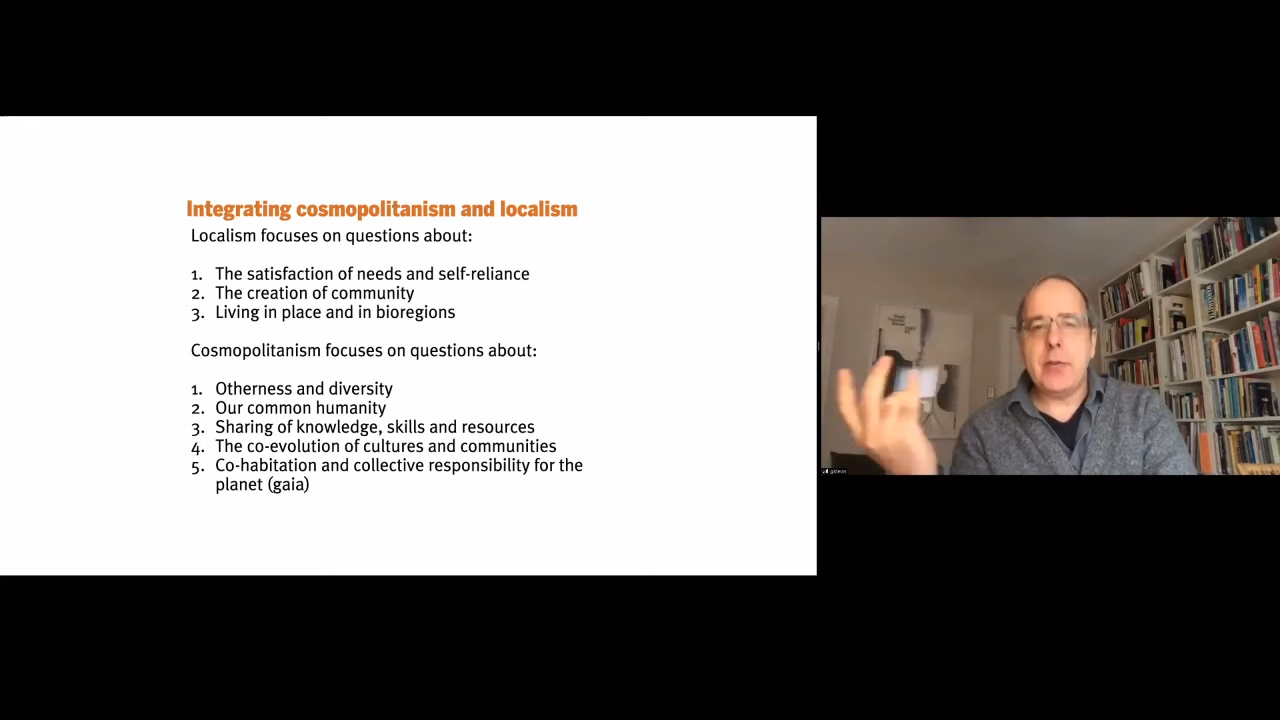 Integrating cosmopolitanism and localism
Localism focuses on questions about:
1. The satisfaction of needs and self-reliance
2. The creation of community
3. Living in place and in bioregions
Cosmopolitanism focuses on questions about:
1. Otherness and diversity
2. Our common humanity
3. Sharing of knowledge, skills and resources
4. The co-evolution of cultures and communities
5. Co-habitation and collective responsibility for the
planet (gaia)
gideon